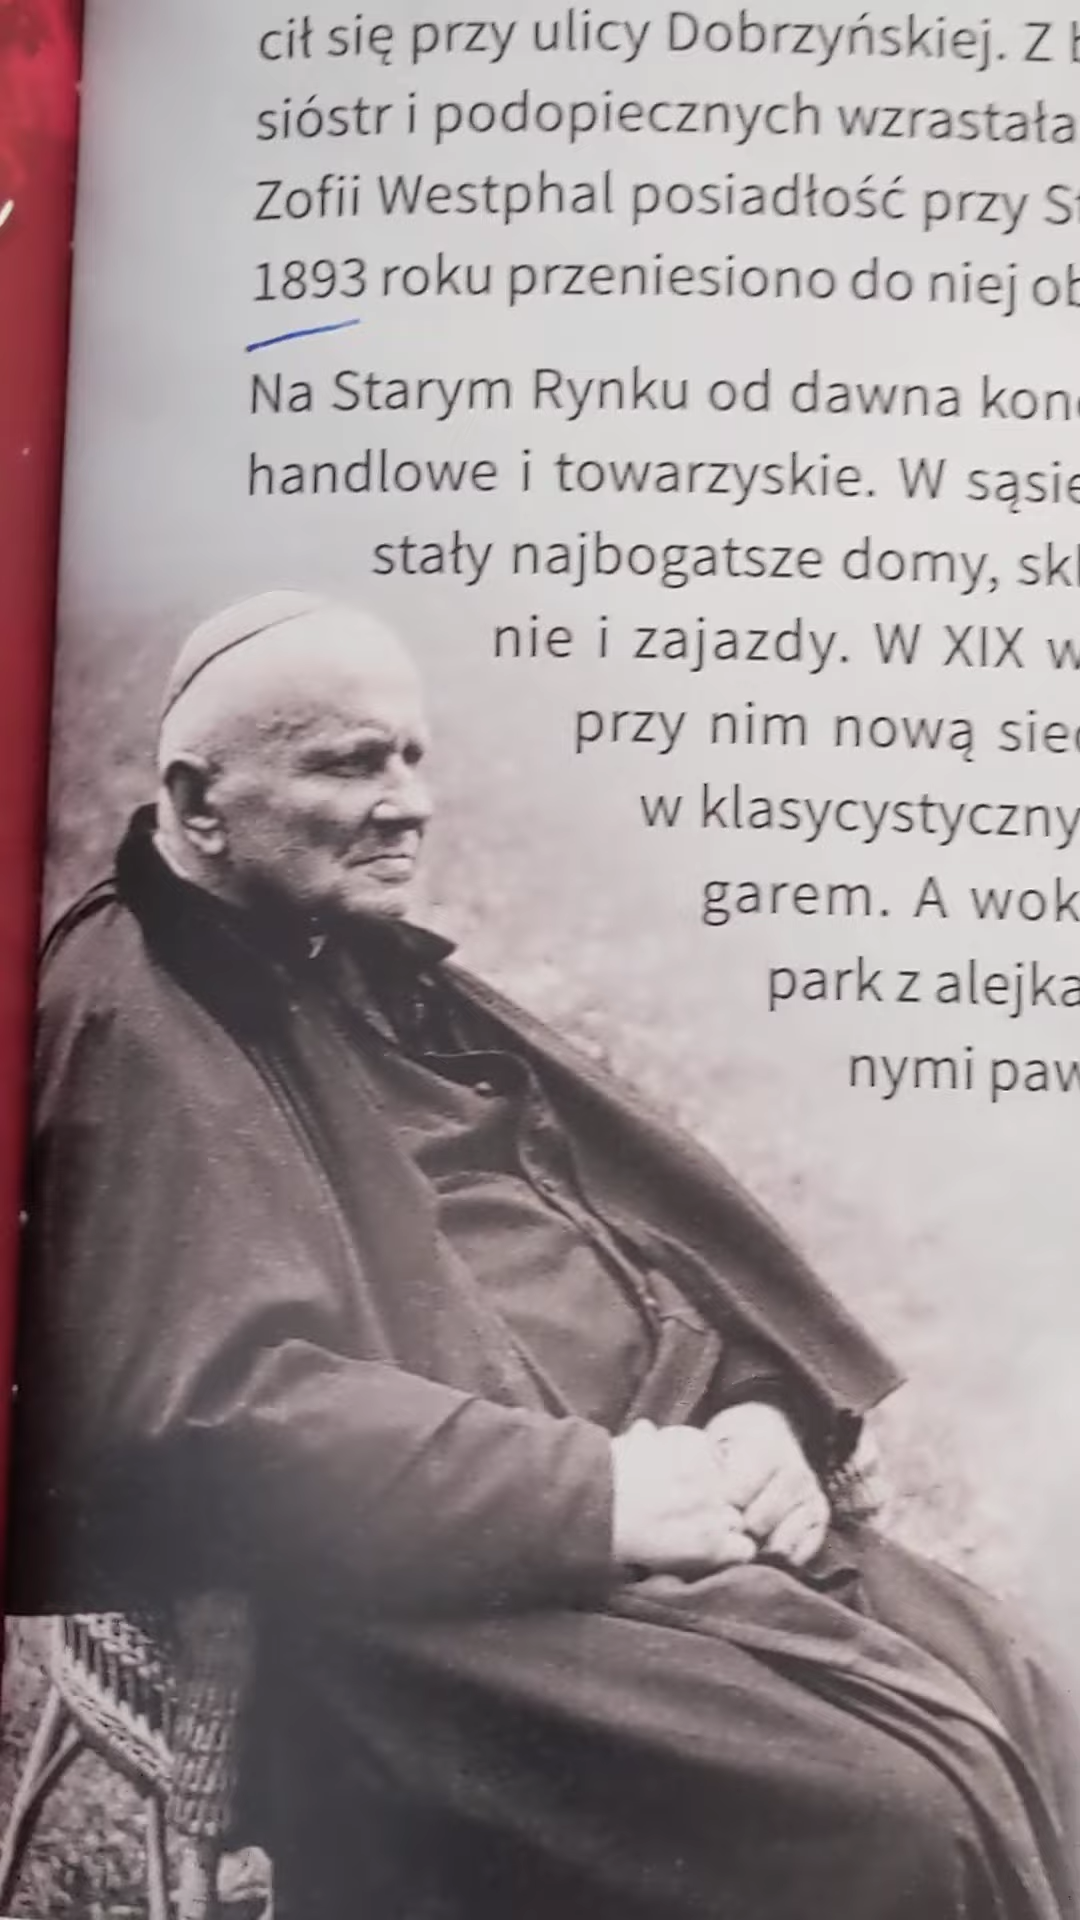 cił się przy ulicy Dobrzyńskiej. Z
sióstr i podopiecznych wzrastała
Zofii Westphal posiadłość przy
1893 roku przeniesiono do niej
Na Starym Rynku od dawna
handlowe i towarzyskie. W
stały najbogatsze domy,
nie i zajazdy. W XIX
przy nim nową
w
garem. A
park z
nymi